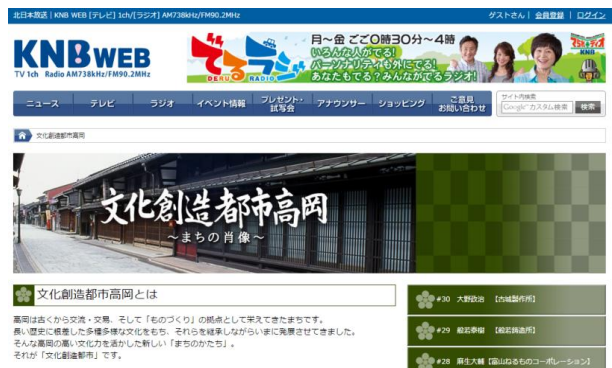 北日本放送 | KNB WEB [テレビ] 1ch/[ラジオ] AM738kHz/FM90.2MHz
ゲストさん | 会員登録 | ログイン
KNB WEB
TV 1ch Radio AM738kHz/FM90.2MHz
でるラジ
DERU RADIO
月～金 ごご0時30分～4時
いろんな人がでる!
パーソナリティも外にでる!
あなたもでる?みんながでるラジオ!
KNB
ニュース
テレビ
ラジオ
イベント情報
プレゼント・
試写会
アナウンサー
ショッピング
ご意見
お問い合わせ
サイト内検索
Google カスタム検索
検索
文化創造都市高岡
文化創造都市高岡
～まちの肖像～
文化創造都市高岡とは
高岡は古くから交流・交易、そして「ものづくり」の拠点として栄えてきたまちです。
長い歴史に根差した多種多様な文化をもち、それらを継承しながらいまに発展させてきました。
そんな高岡の高い文化力を活かした新しい「まちのかたち」。
それが「文化創造都市」です。
#30 大野政治 【古城製作所】
#29 般若泰樹 【般若鋳造所】
#28 麻生大輔 【富山ねるものコーポレーション】